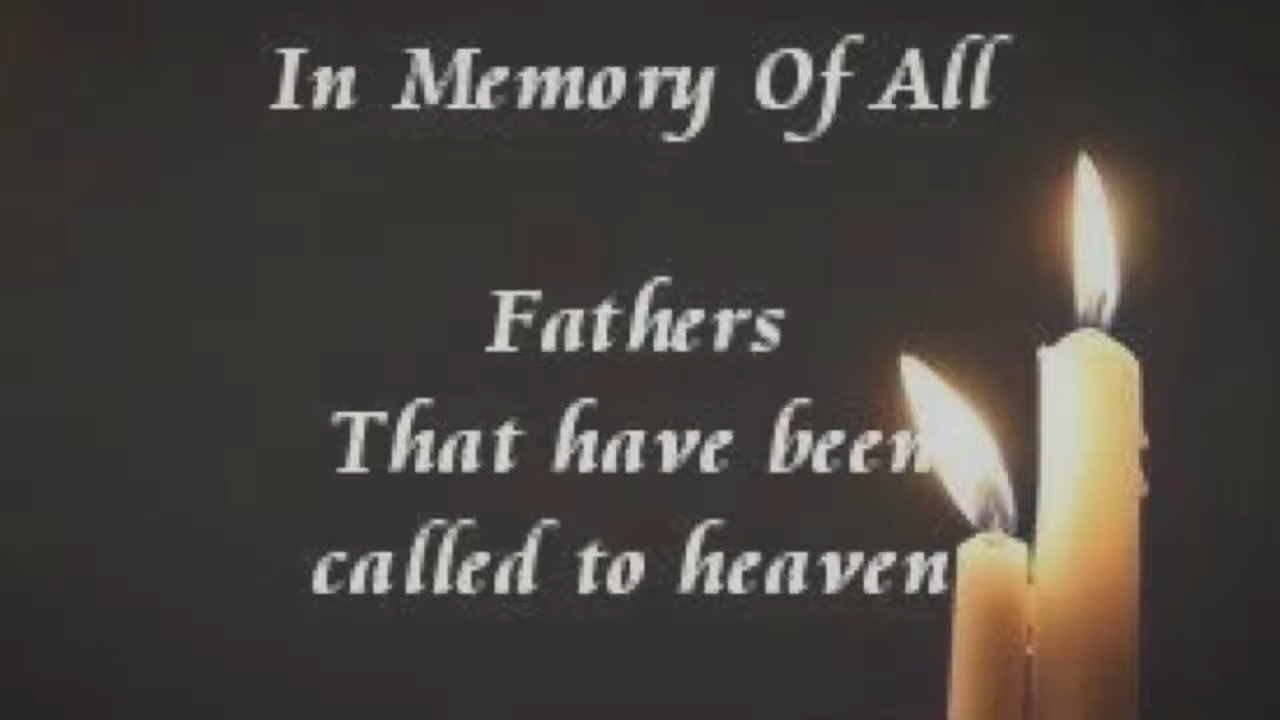 In Memory Of All
Fathers
That have been
called to heaven